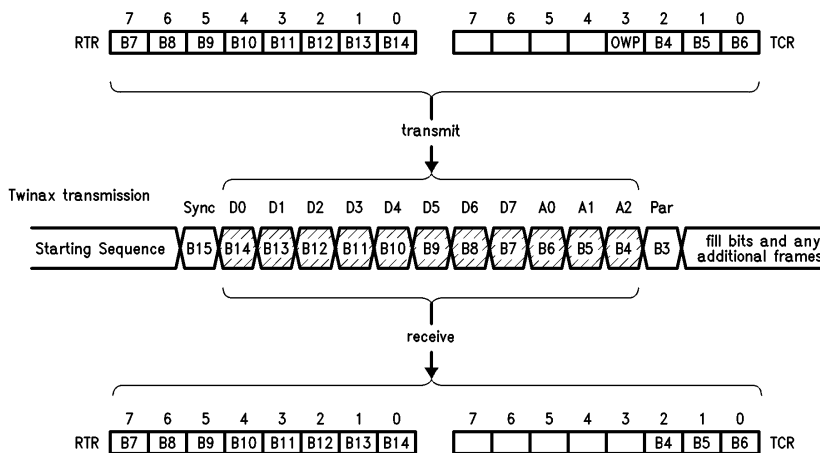 7 6 5 4 3 2 1 0 7 6 5 4 3 2 1 0
RTR B7 B8 B9 B10 B11 B12 B13 B14 OWP B4 B5 B6 TCR
transmit
Twinax transmission
Sync D0 D1 D2 D3 D4 D5 D6 D7 A0 A1 A2 Par
Starting Sequence B15 B14 B13 B12 B11 B10 B9 B8 B7 B6 B5 B4 B3 fill bits and any
additional frames
receive
7 6 5 4 3 2 1 0 7 6 5 4 3 2 1 0
RTR B7 B8 B9 B10 B11 B12 B13 B14 B4 B5 B6 TCR